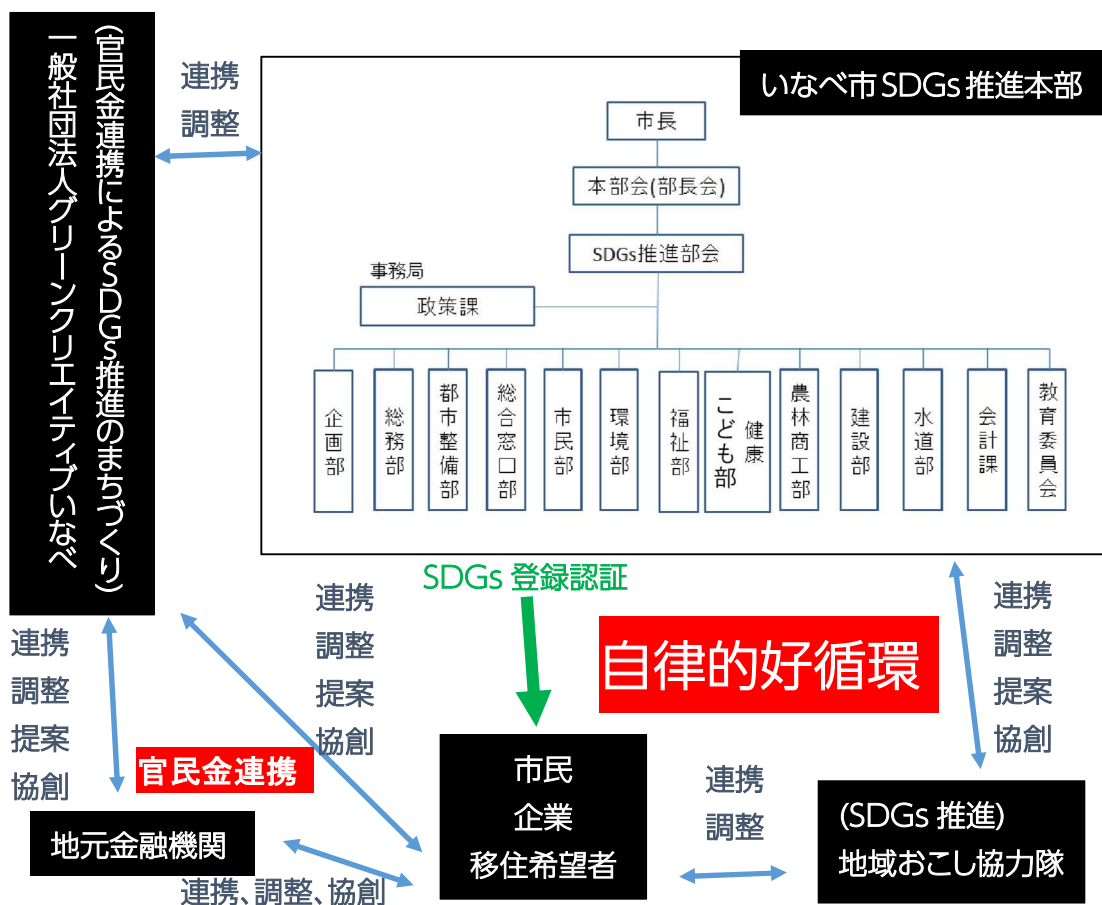 (官民金連携によるSDGs推進のまちづくり)
一般社団法人グリーンクリエイティブいなべ
連携
調整
いなべ市SDGs推進本部
市長
本部会(部長会)
SDGs推進部会
事務局
政策課
企画部
総務部
都市整備部
総合窓口部
市民部
環境部
福祉部
健康
こども部
農林商工部
建設部
水道部
会計課
教育委員会
SDGs 登録認証
連携
調整
提案
協創
連携
調整
提案
協創
自律的好循環
連携
調整
提案
協創
官民金連携
地元金融機関
連携、調整、協創
市民
企業
移住希望者
連携
調整
(SDGs 推進)
地域おこし協力隊